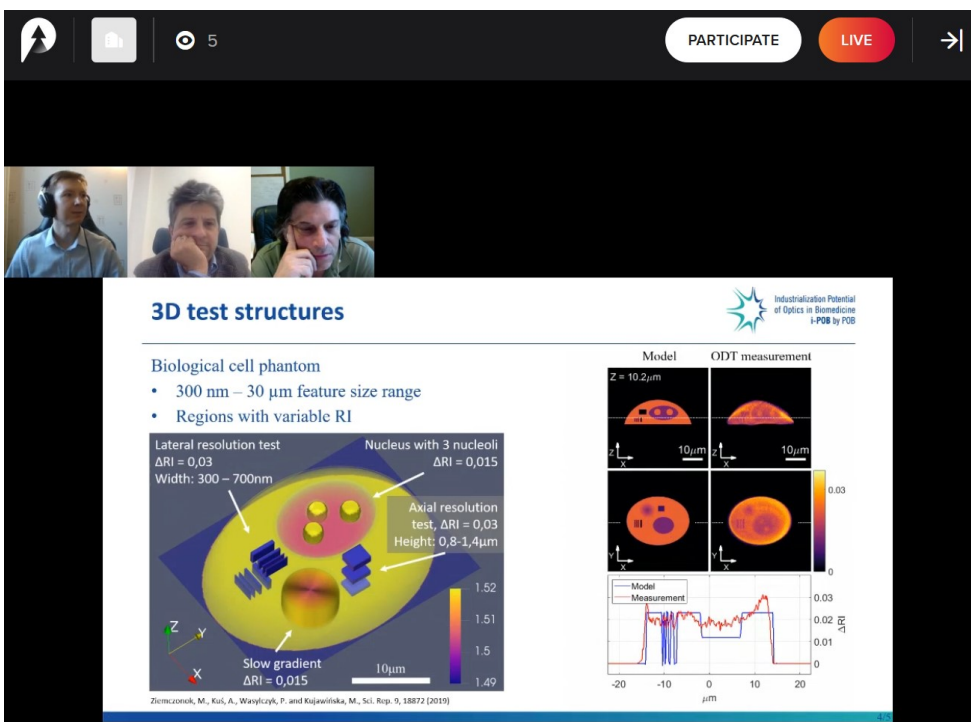 5
PARTICIPATE
LIVE
3D test structures
Industrialization Potential
of Optics in Biomedicine
i-POB by POB
Biological cell phantom
• 300 nm – 30 µm feature size range
• Regions with variable RI
Lateral resolution test
ΔRI = 0,03
Width: 300 – 700nm
Nucleus with 3 nucleoli
ΔRI = 0,015
Axial resolution
test, ΔRI = 0,03
Height: 0,8-1,4µm
Slow gradient
ΔRI = 0,015
10µm
1.52
1.51
1.5
1.49
Z
Y
X
Model
ODT measurement
Z = 10.2µm
10µm
10µm
Z
X
Z
X
Y
X
Y
X
0.03
0
Model
Measurement
0.03
0.02
0.01
0
ΔRI
-20
-10
0
10
20
µm
Ziemczonok, M., Kuś, A., Wasylczyk, P. and Kujawińska, M., Sci. Rep. 9, 18872 (2019)
4/5